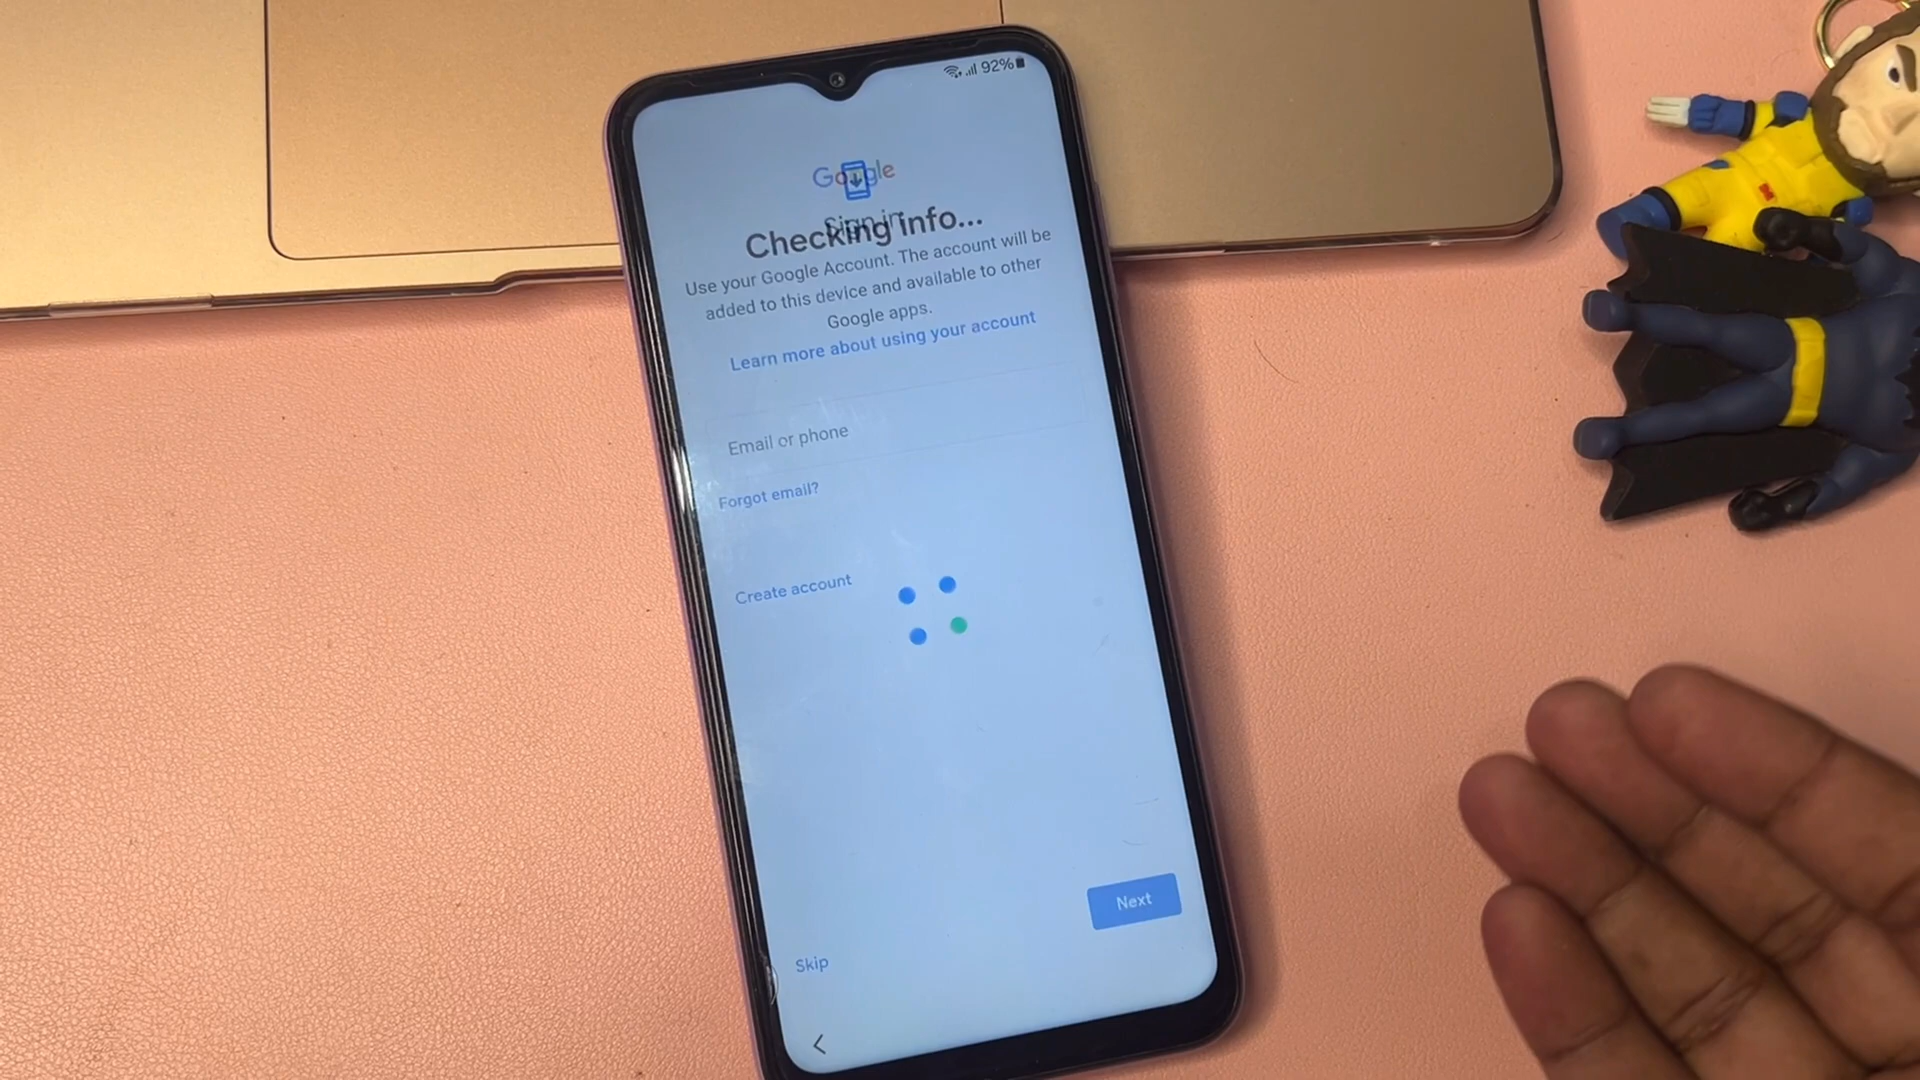 92%
Google
Sign in
Checking info...
Use your Google Account. The account will be
added to this device and available to other
Google apps.
Learn more about using your account
Email or phone
Forgot email?
Create account
Next
Skip